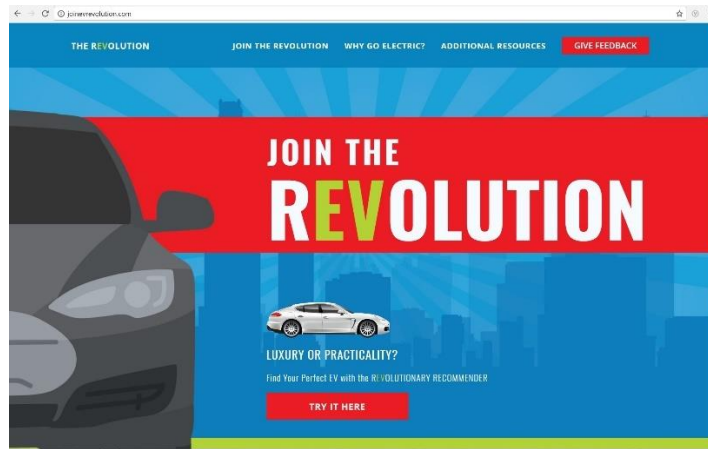 joinevrevolution.com
THE REVOLUTION
JOIN THE REVOLUTION WHY GO ELECTRIC? ADDITIONAL RESOURCES GIVE FEEDBACK
JOIN THE
REVOLUTION
LUXURY OR PRACTICALITY?
Find Your Perfect EV with the REVOLUTIONARY RECOMMENDER
TRY IT HERE